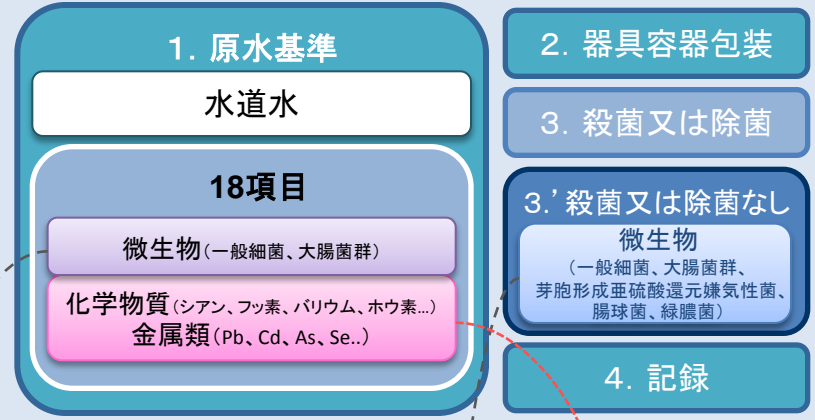 １．原水基準
水道水
18項目
微生物（一般細菌、大腸菌群）
化学物質（シアン、フッ素、バリウム、ホウ素…）
金属類（Pb、Cd、As、Se..）
２．器具容器包装
３．殺菌又は除菌
３.’殺菌又は除菌なし
微生物
（一般細菌、大腸菌群、
芽胞形成亜硫酸還元嫌気性菌、
腸球菌、緑膿菌）
４．記録